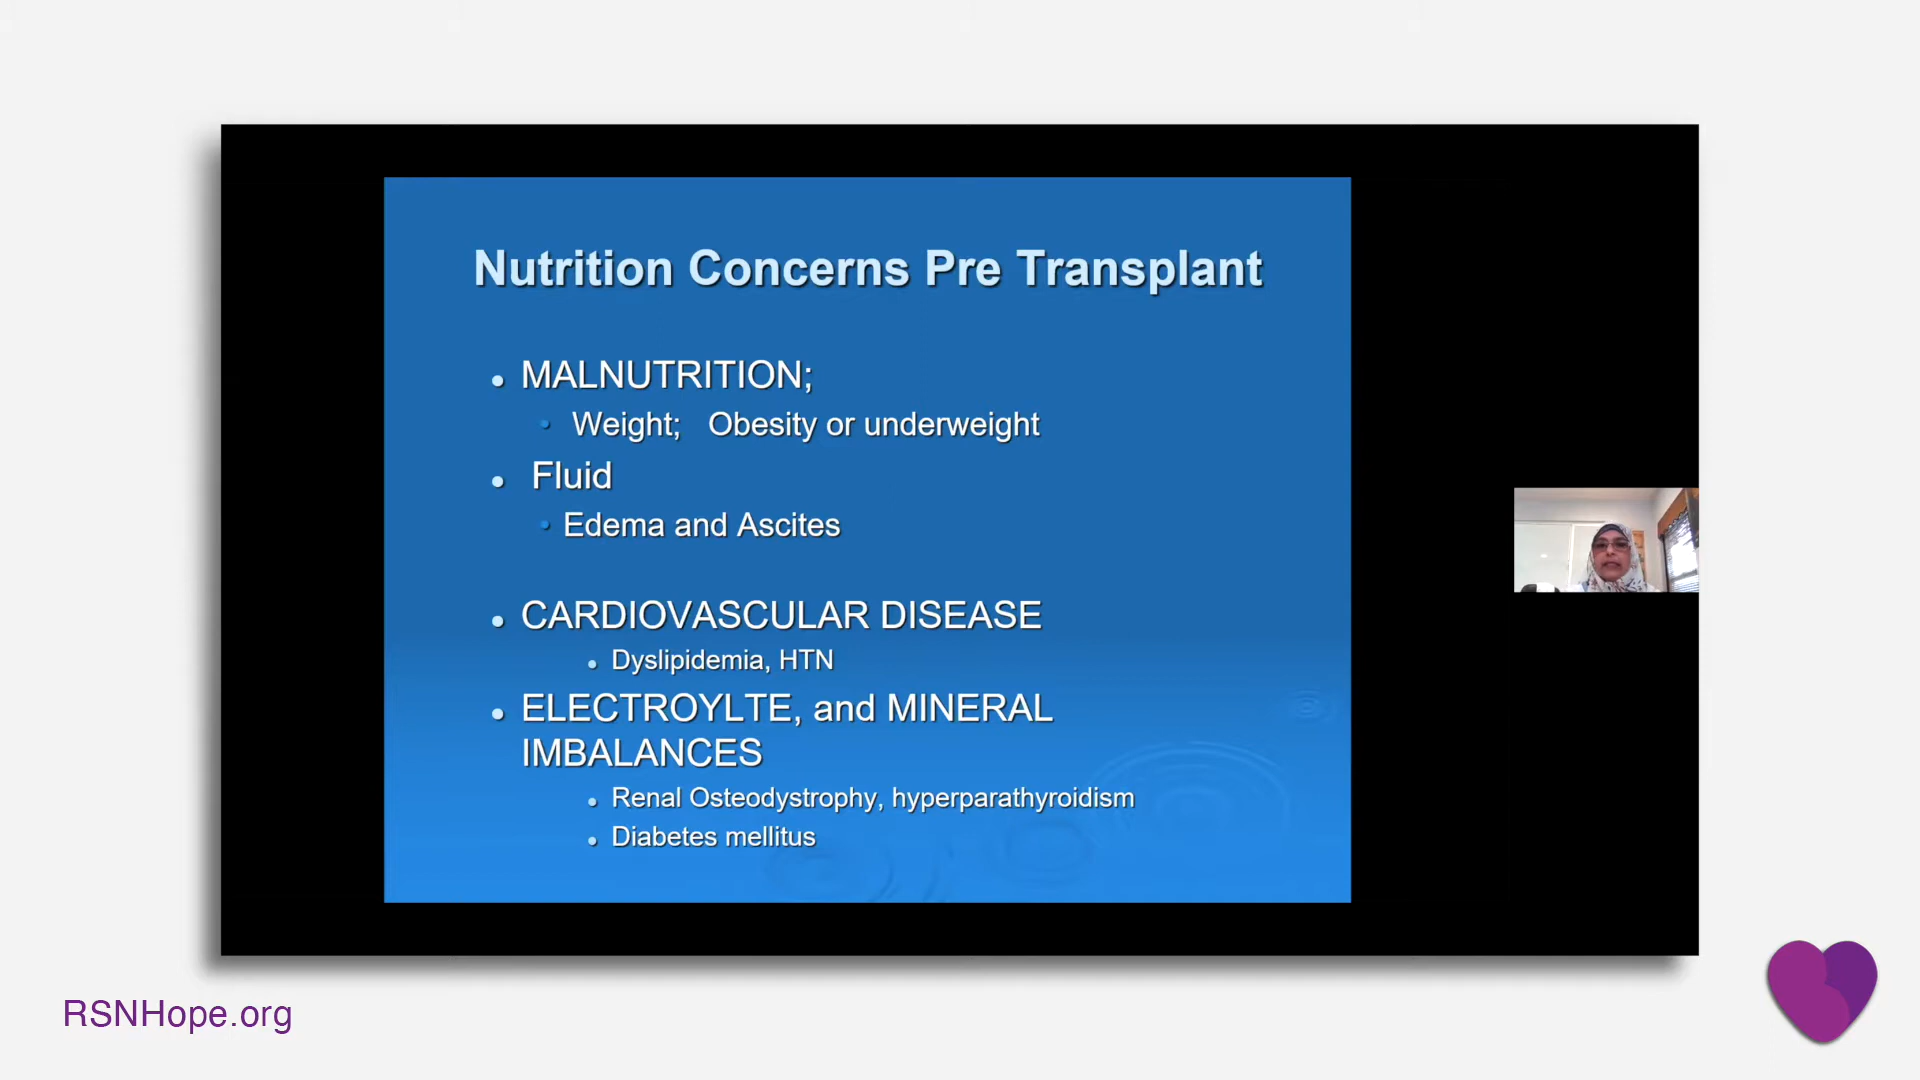 Nutrition Concerns Pre Transplant
• MALNUTRITION;
• Weight; Obesity or underweight
• Fluid
• Edema and Ascites
• CARDIOVASCULAR DISEASE
• Dyslipidemia, HTN
• ELECTROYLTE, and MINERAL
IMBALANCES
• Renal Osteodystrophy, hyperparathyroidism
• Diabetes mellitus
RSNHope.org